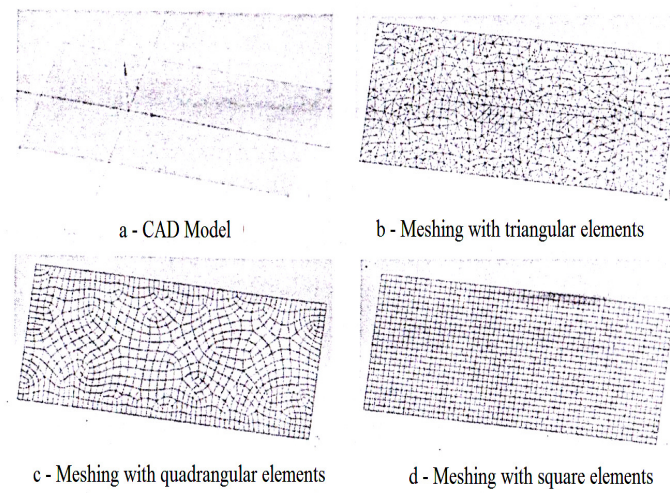 a - CAD Model
b - Meshing with triangular elements
c - Meshing with quadrangular elements
d - Meshing with square elements